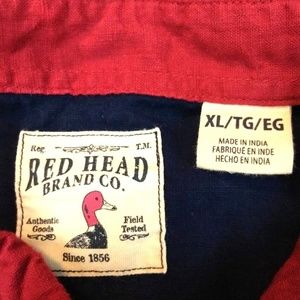 Reg. T.M.
RED HEAD
BRAND CO.
Authentic Field
Goods Tested
Since 1856
XL/TG/EG
MADE IN INDIA
FABRIQUÉ EN INDE
HECHO EN INDIA